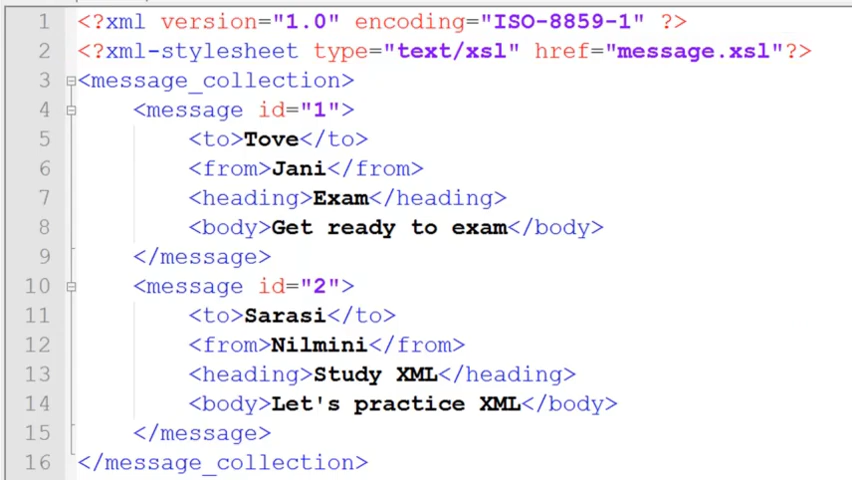 1 <?xml version="1.0" encoding="ISO-8859-1" ?>
2 <?xml-stylesheet type="text/xsl" href="message.xsl"?>
3 <message_collection>
4 <message id="1">
5 <to>Tove</to>
6 <from>Jani</from>
7 <heading>Exam</heading>
8 <body>Get ready to exam</body>
9 </message>
10 <message id="2">
11 <to>Sarasi</to>
12 <from>Nilmini</from>
13 <heading>Study XML</heading>
14 <body>Let's practice XML</body>
15 </message>
16 </message_collection>